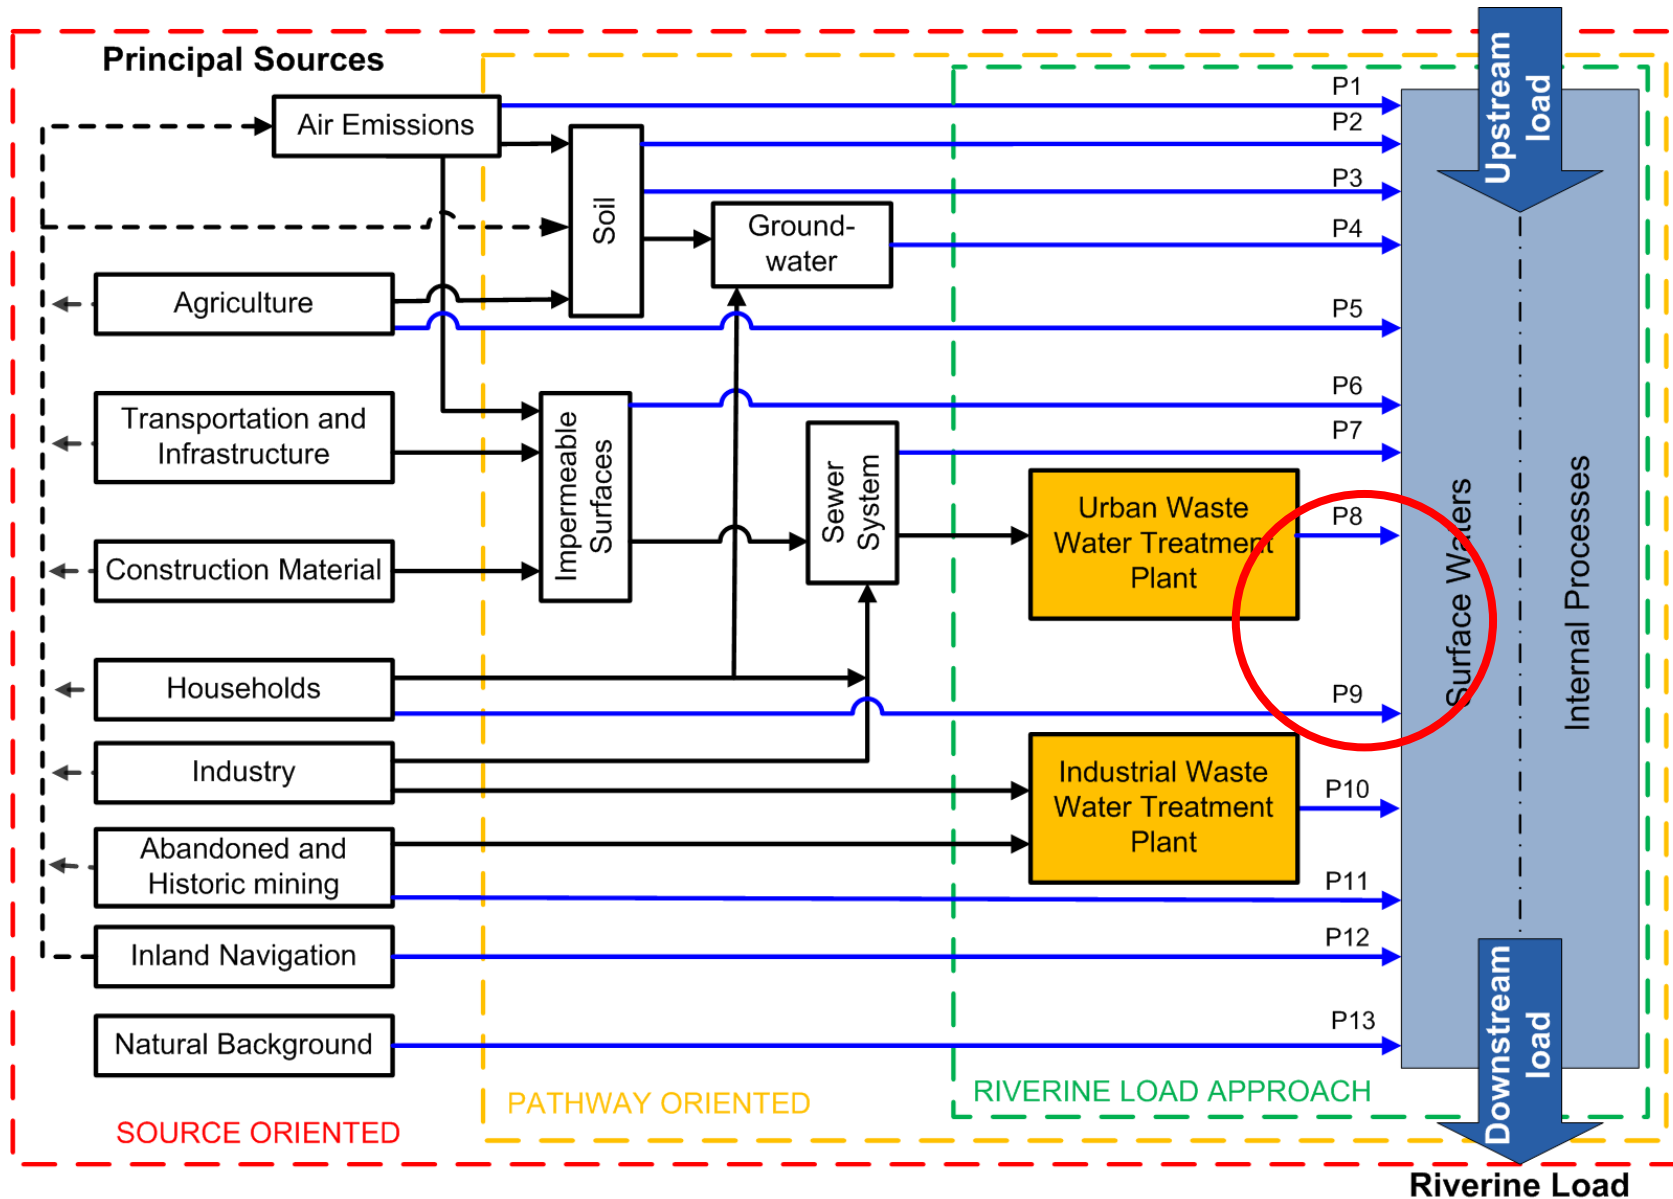 Principal Sources
Upstream
load
Air Emissions
P1
P2
P3
Soil
Ground-
water
P4
Agriculture
P5
Transportation and
Infrastructure
Impermeable
Surfaces
P6
P7
Sewer
System
Urban Waste
Water Treatment
Plant
P8
Surface Waters
Internal Processes
Construction Material
Households
P9
Industry
Industrial Waste
Water Treatment
Plant
P10
Abandoned and
Historic mining
P11
Inland Navigation
P12
Natural Background
P13
Downstream
load
RIVERINE LOAD APPROACH
PATHWAY ORIENTED
SOURCE ORIENTED
Riverine Load